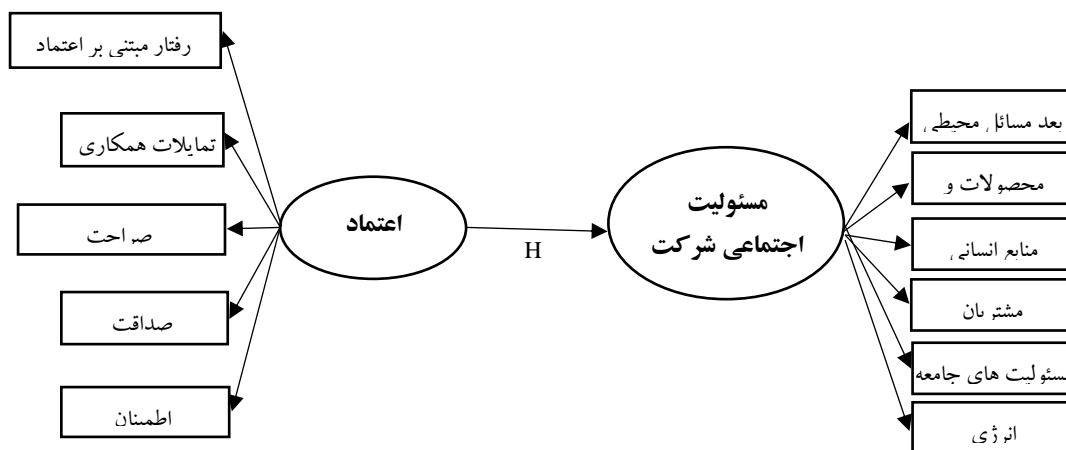 رفتار مبتنی بر اعتماد
تمایلات همکاری
صراحت
صداقت
اطمینان
اعتماد
H
مسئولیت
اجتماعی شرکت
بعد مسائل محیطی
محصولات و
منابع انسانی
مشتریان
مسئولیت های جامعه
انرژی